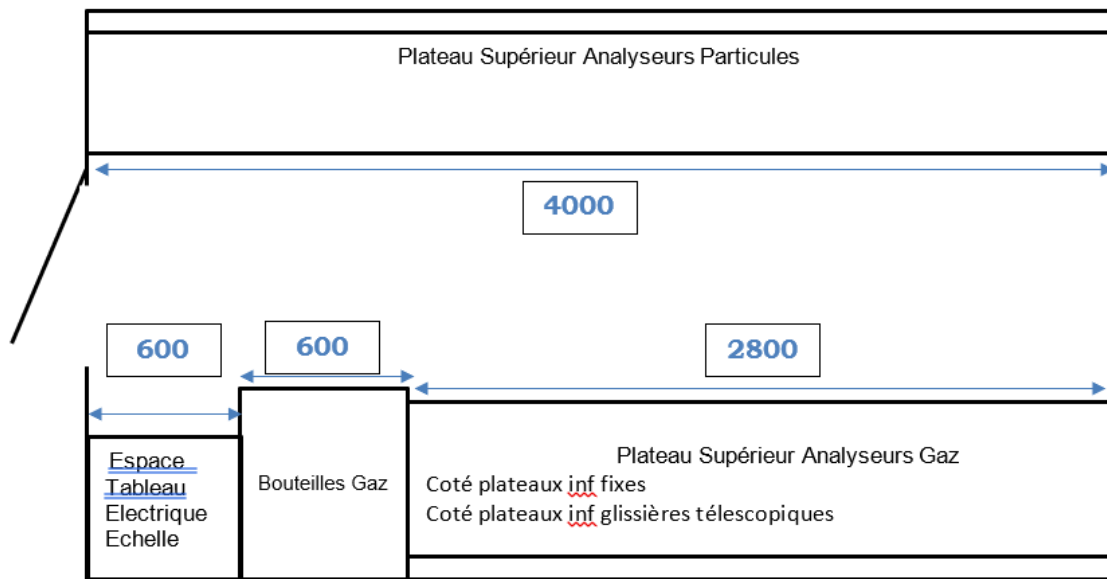 Plateau Supérieur Analyseurs Particules
4000
600
600
2800
Espace
Tableau
Electrique
Echelle
Bouteilles Gaz
Plateau Supérieur Analyseurs Gaz
Coté plateaux inf fixes
Coté plateaux inf glissières télescopiques